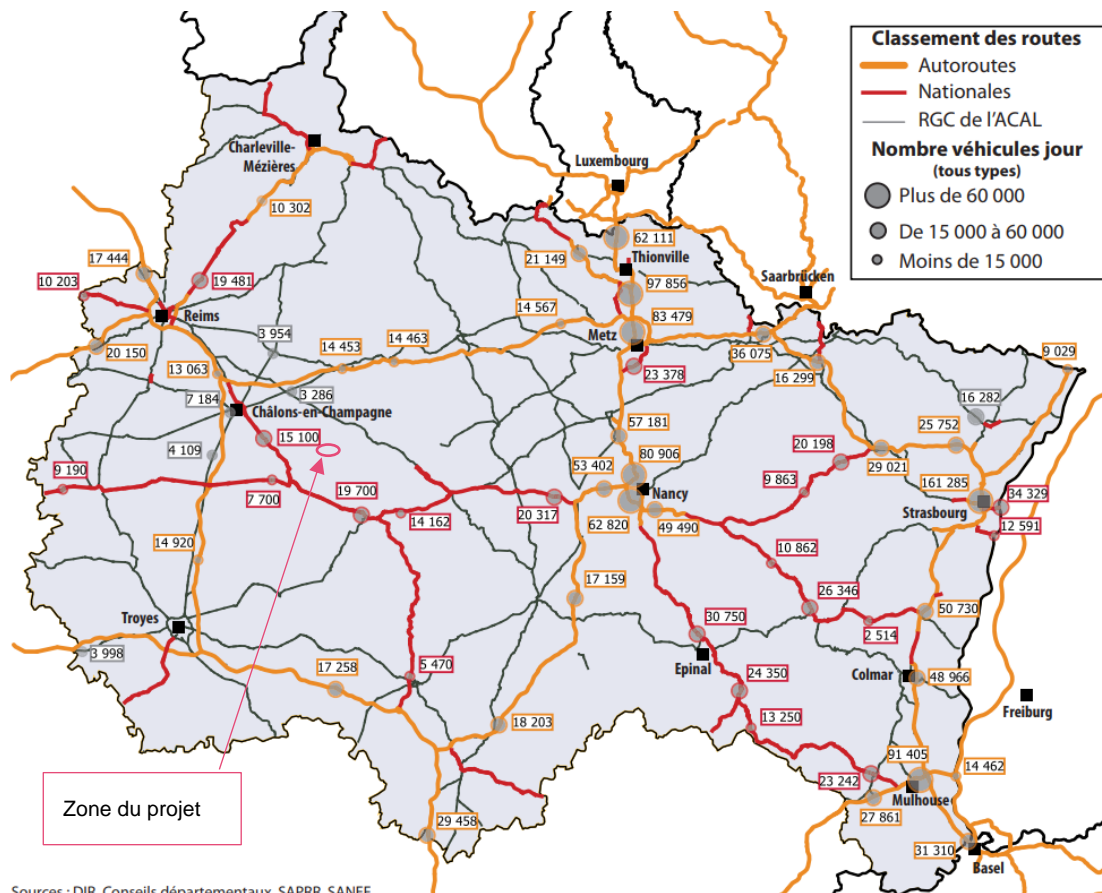 Classement des routes
Autoroutes
Nationales
RGC de l'ACAL
Nombre véhicules jour
(tous types)
Plus de 60 000
De 15 000 à 60 000
Moins de 15 000
Charleville-
Mézières
Luxembourg
10 302
62 111
21 149
17 444
Thionville
19 481
10 203
Saarbrücken
97 856
Reims
14 567
83 479
3 954
Metz
20 150
14 453
14 463
36 075
9 029
13 063
23 378
16 299
3 286
7 184
Châlons-en-Champagne
16 282
57 181
25 752
15 100
20 198
4 109
80 906
9 190
53 402
29 021
9 863
161 285
7 700
19 700
Nancy
34 329
14 162
20 317
Strasbourg
62 820
49 490
12 591
14 920
10 862
17 159
26 346
50 730
Troyes
30 750
2 514
3 998
17 258
5 470
Epinal
24 350
Colmar
48 966
Freiburg
18 203
13 250
91 405
14 462
Zone du projet
23 242
Mulhouse
27 861
29 458
31 310
Basel
Sources : DIR, Conseils départementaux, SAPRR, SANEF